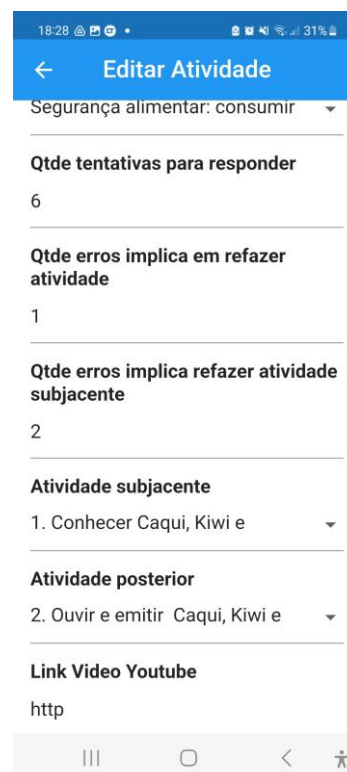 18:28
31%
Editar Atividade
Segurança alimentar: consumir
Qtde tentativas para responder
6
Qtde erros implica em refazer
atividade
1
Qtde erros implica refazer atividade
subjacente
2
Atividade subjacente
1. Conhecer Caqui, Kiwi e
Atividade posterior
2. Ouvir e emitir  Caqui, Kiwi e
Link Video Youtube
http